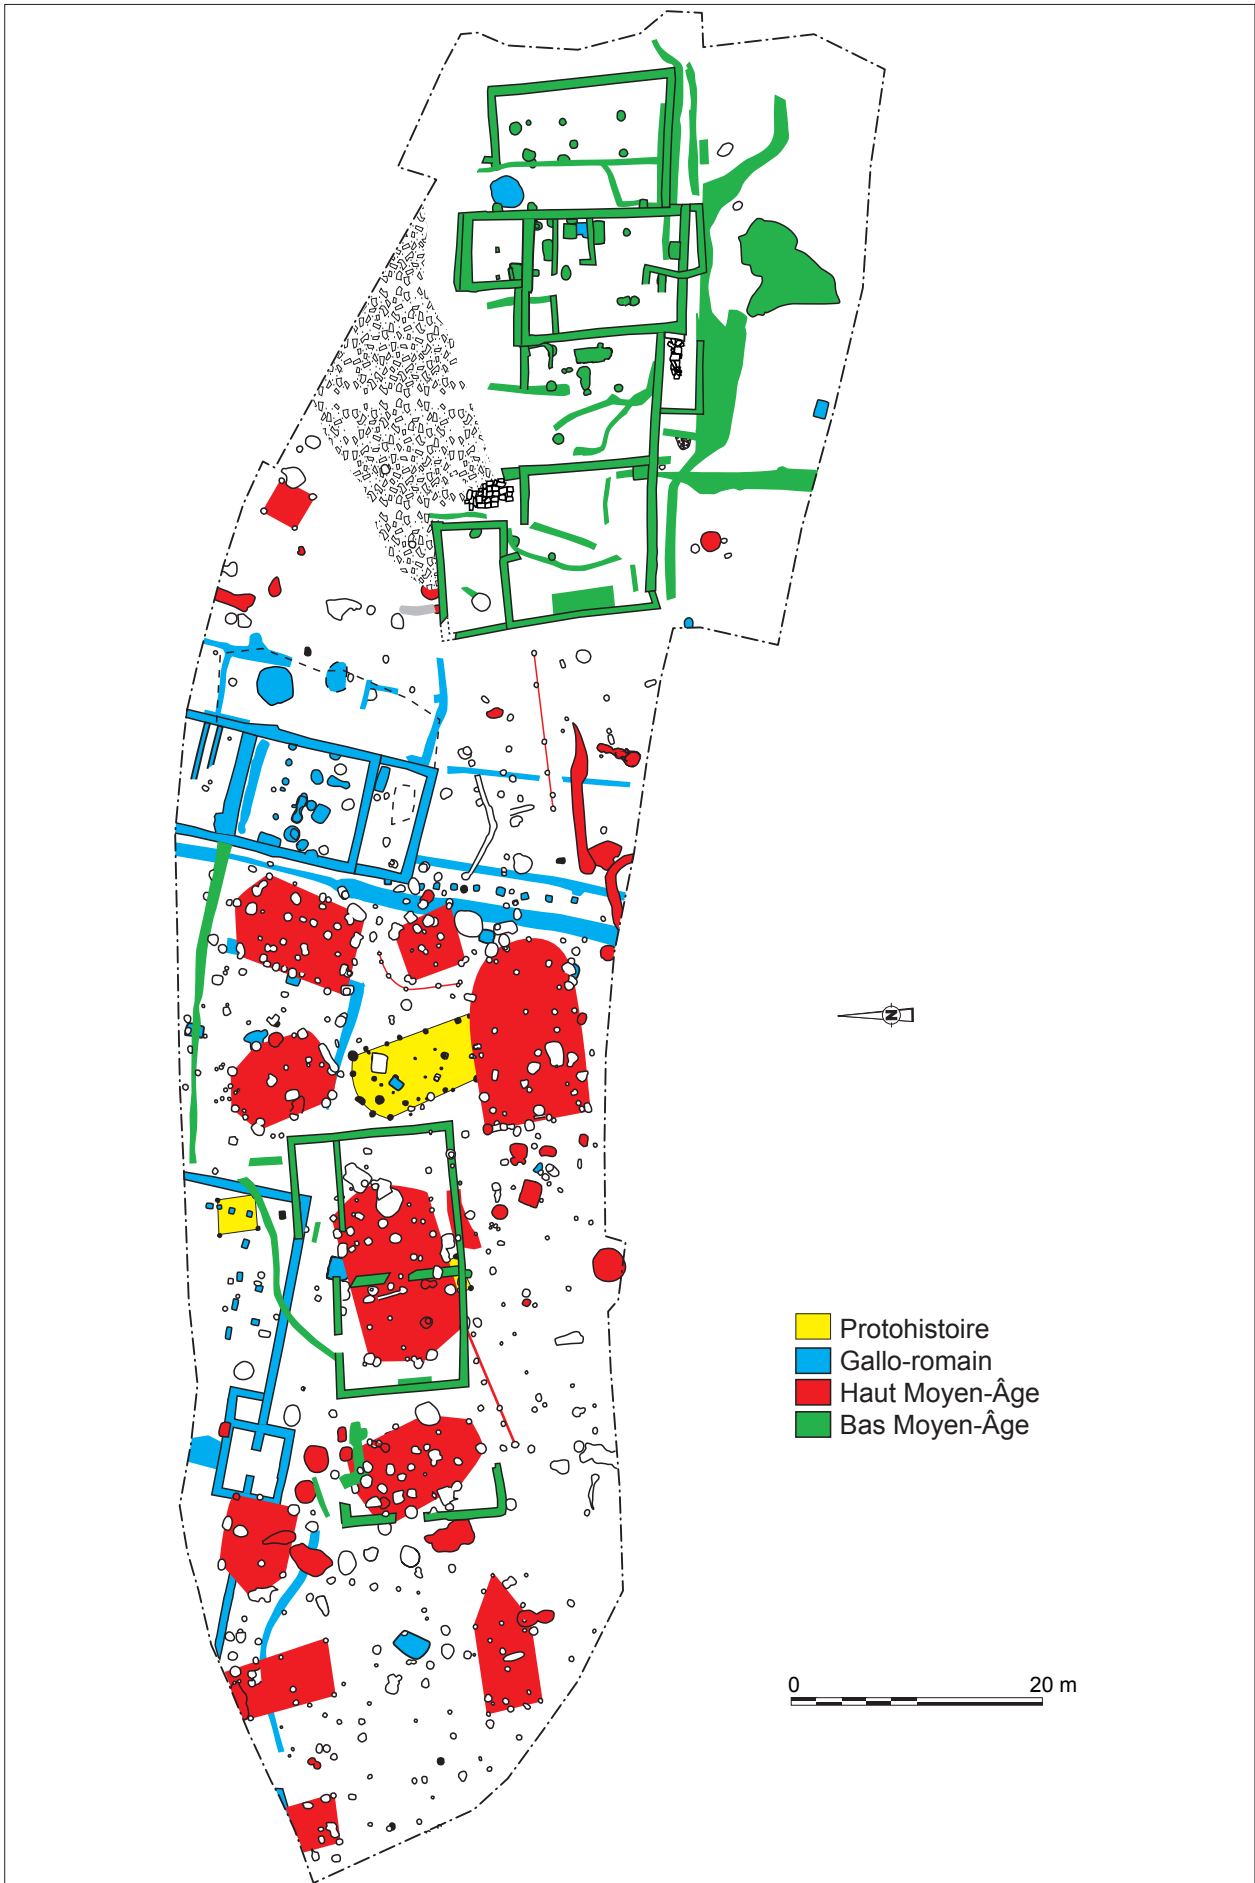 N
Protohistoire
Gallo-romain
Haut Moyen-Âge
Bas Moyen-Âge
0 20 m